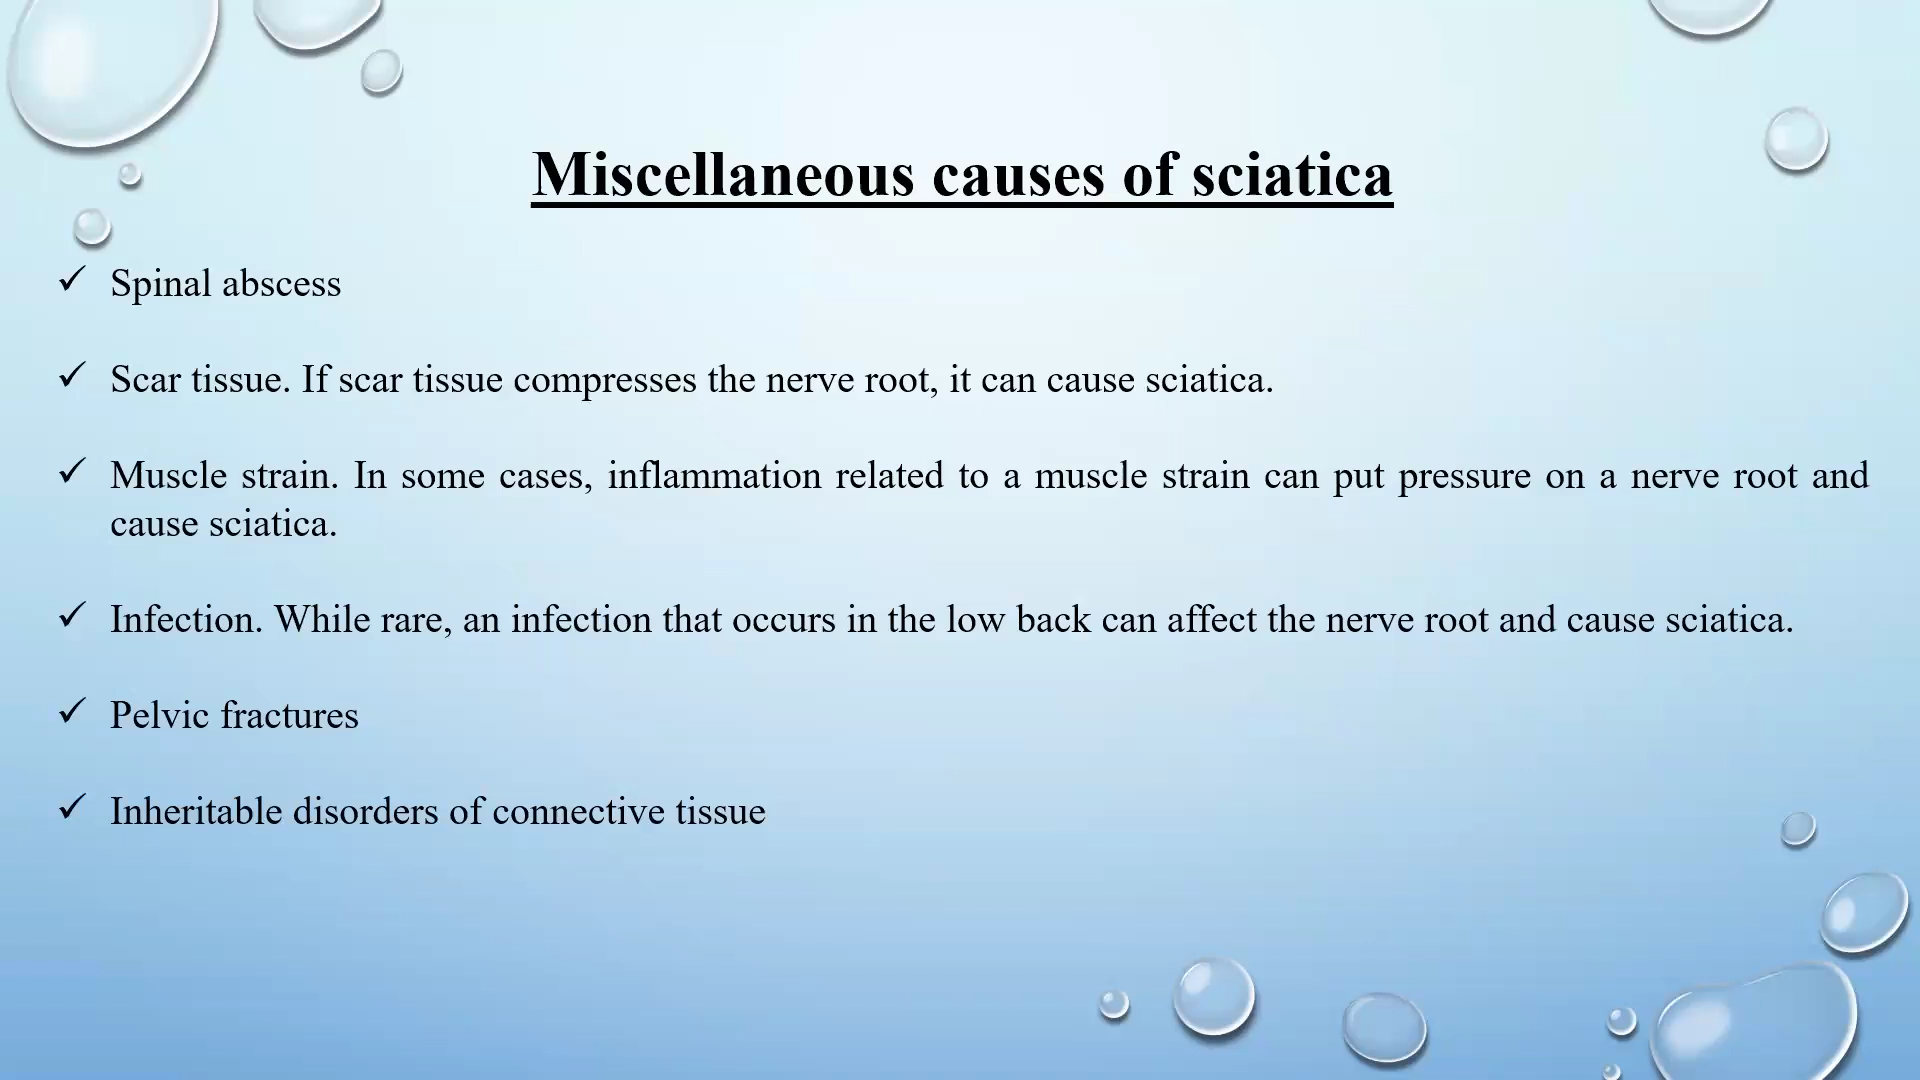 Miscellaneous causes of sciatica
✓ Spinal abscess
✓ Scar tissue. If scar tissue compresses the nerve root, it can cause sciatica.
✓ Muscle strain. In some cases, inflammation related to a muscle strain can put pressure on a nerve root and
cause sciatica.
✓ Infection. While rare, an infection that occurs in the low back can affect the nerve root and cause sciatica.
✓ Pelvic fractures
✓ Inheritable disorders of connective tissue